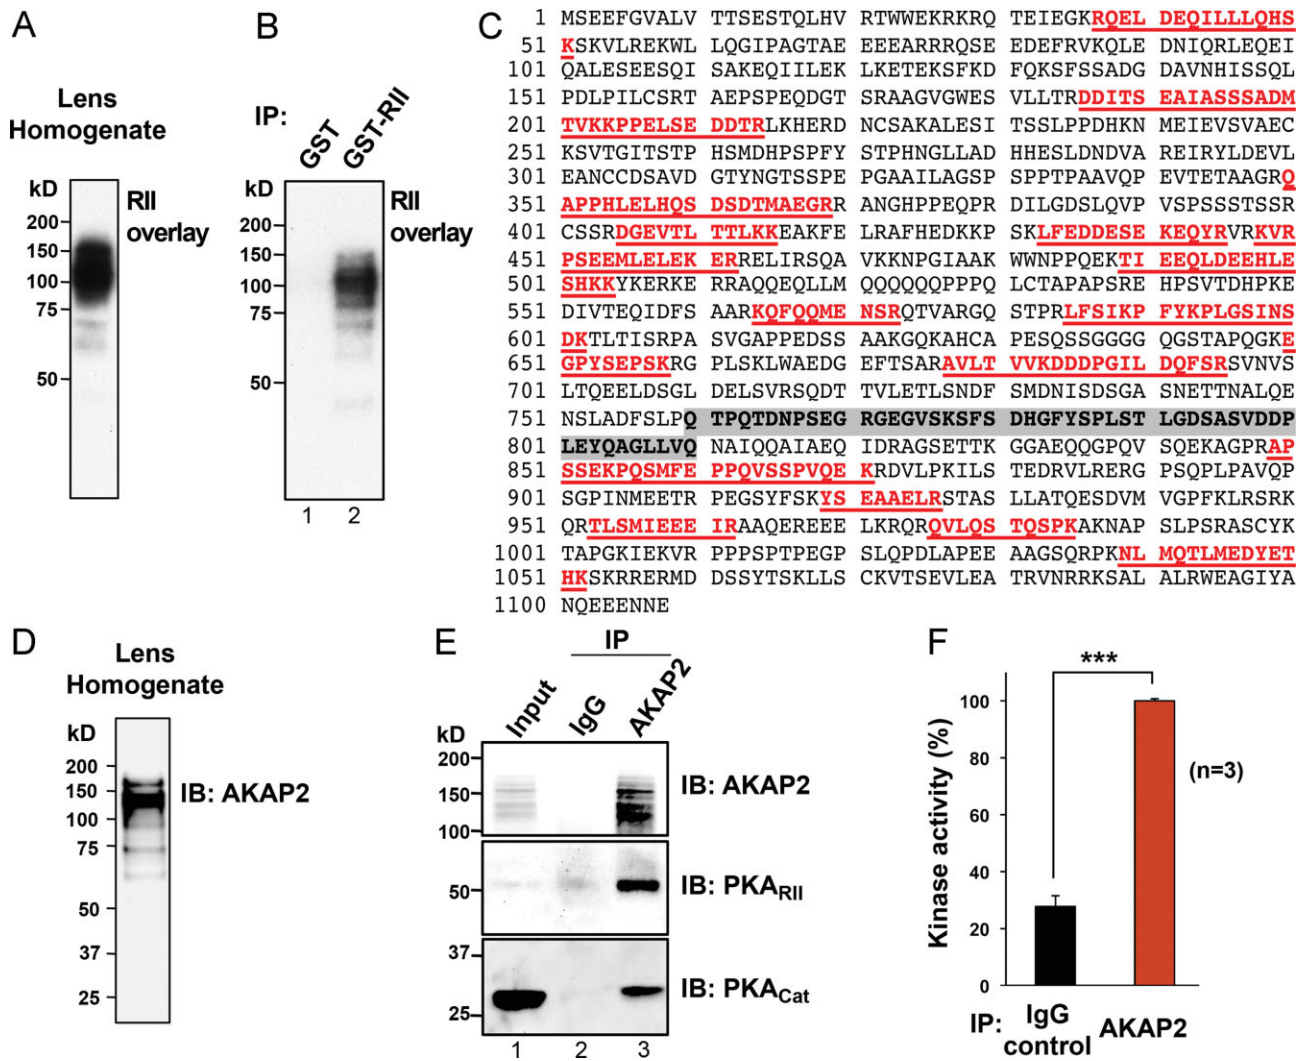 A
Lens
Homogenate
kD
RII
overlay
200
150
100
75
50
B
IP:
GST
GST-RII
kD
RII
overlay
200
150
100
75
50
1 2
C
1 MSEEFGVALV TTSESTQLHV RTWWEKRKRQ TEIEGKRQEL DEQILLLQHS
51 KSKVLREKWL LQGIPAGTAE EEEARRRQSE EDEFRVKQLE DNIQRLEQEI
101 QALESEESQI SAKEQIILEK LKETEKSFKD FQKSFSSADG DAVNHISSQL
151 PDLPILCSRT AEPSPEQDGT SRAAGVGWES VLLTRDDITS EAIASSSADM
201 TVKKPPELSE DDTRLKHERD NCSAKALESI TSSLPPDHKN MEIEVSVAEC
251 KSVTGITSTP HSMDHPSPFY STPHNGLLAD HHESLDNDVA REIRYLDEVL
301 EANCCDSAVD GTYNGTSSPE PGAAILAGSP SPPTPAAVQP EVTETAAGRQ
351 APPHLELHQS DSDTMAEGRR RANGHPPEQPR DILGDSLQVP VSPSSSTSSR
401 CSSRDGEVTL TTLKKEAKFE LRAFHEDKKP SKLFEDDESE KEQYRVRKVR
451 PSEEMLELEK ERRELIRSQA VKKNPGIAAK WWNPPQEKTI EEQLDEEHLE
501 SHKKYKERKE RRAQQEQLLM QQQQQQQPPQ LCTAPAPSRE HPSVTDHPKE
551 DIVTEQIDFS AARKQFQQME NSRQTVARGQ STPRLFSIKP FYKPLGSINS
601 DKTLTISRPA SVGAPPEDSS AAKGQKAHCA PESQSSGGGG QGSTAPQGKE
651 GPYSEPSKRG PLSKLWAEDG EFTSARAVLT VVKDDDPGIL DQFSRSVNVS
701 LTQEELDSGL DELSVRSQDT TVLETLSNDF SMDNISDSGA SNETTNALQE
751 NSLADFSLPQ TPQTDNPSEG RGEGVSKSFS DHGFYSPLST LGDSASVDDP
801 LEYQAGLLVQ NAIQQAIAEQ IDRAGSETTK GGAEQQGPQV SQEKAGPRAP
851 SSEKPQSMFE PPQVSSPVQE KRDVLPKILS TEDRVLRERG PSQPLPAVQP
901 SGPINMEETR PEGSYFSKYS EAAELRSTAS LLATQESDVM VGPFKLRSRK
951 QRTLSMIEEE IRAAQEREEE LKRQRQVLQS TQSPKAKNAP SLPSRASCYK
1001 TAPGKIEKVR PPPSPTPEGP SLQPDLAPEE AAGSQRPKNL MQTLMEDYET
1051 HKSKRRERMD DSSYTSKLLS CKVTSEVLEA TRVNRRKSAL ALRWEAGIYA
1100 NQEEENNE
D
Lens
Homogenate
kD
200
150
75
50
37
25
IB: AKAP2
E
IP
Input
IgG
AKAP2
kD
200
150
100
IB: AKAP2
50
IB: PKARII
37
25
IB: PKACat
1 2 3
F
***
Kinase activity (%)
100
80
60
40
20
0
(n=3)
IP:
IgG
control
AKAP2